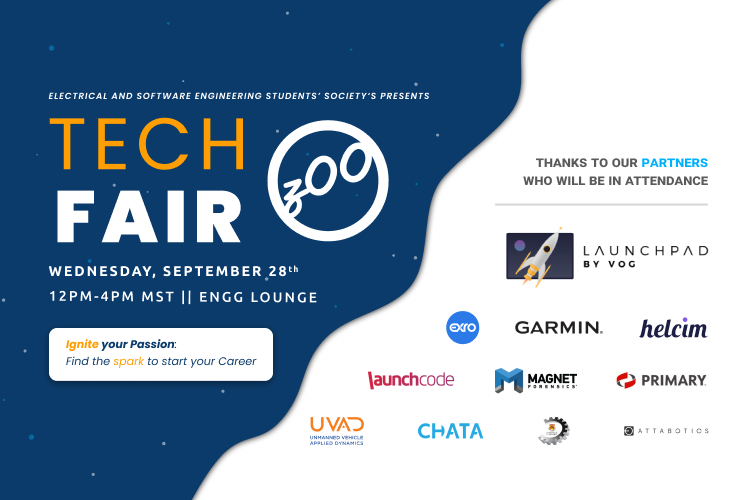 ELECTRICAL AND SOFTWARE ENGINEERING STUDENTS' SOCIETY'S PRESENTS
TECH
FAIR
zoo
WEDNESDAY, SEPTEMBER 28th
12PM-4PM MST || ENGG LOUNGE
Ignite your Passion:
Find the spark to start your Career
THANKS TO OUR PARTNERS
WHO WILL BE IN ATTENDANCE
LAUNCHPAD
BY VOG
exro
GARMIN®
helcim
launchcode
MAGNET
FORENSICS®
PRIMARY
UVAD
UNMANNED VEHICLE
APPLIED DYNAMICS
CHATA
ATTABOTICS